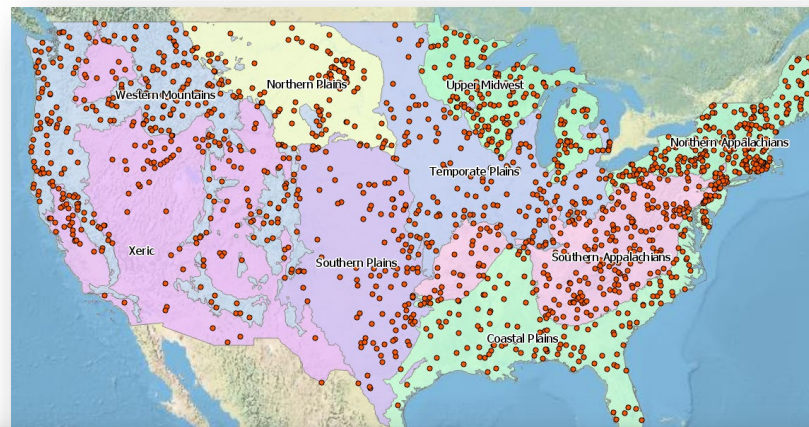 Northern Plains
Upper Midwest
Western Mountains
Northern Appalachians
Temporate Plains
Xeric
Southern Plains
Southern Appalachians
Coastal Plains